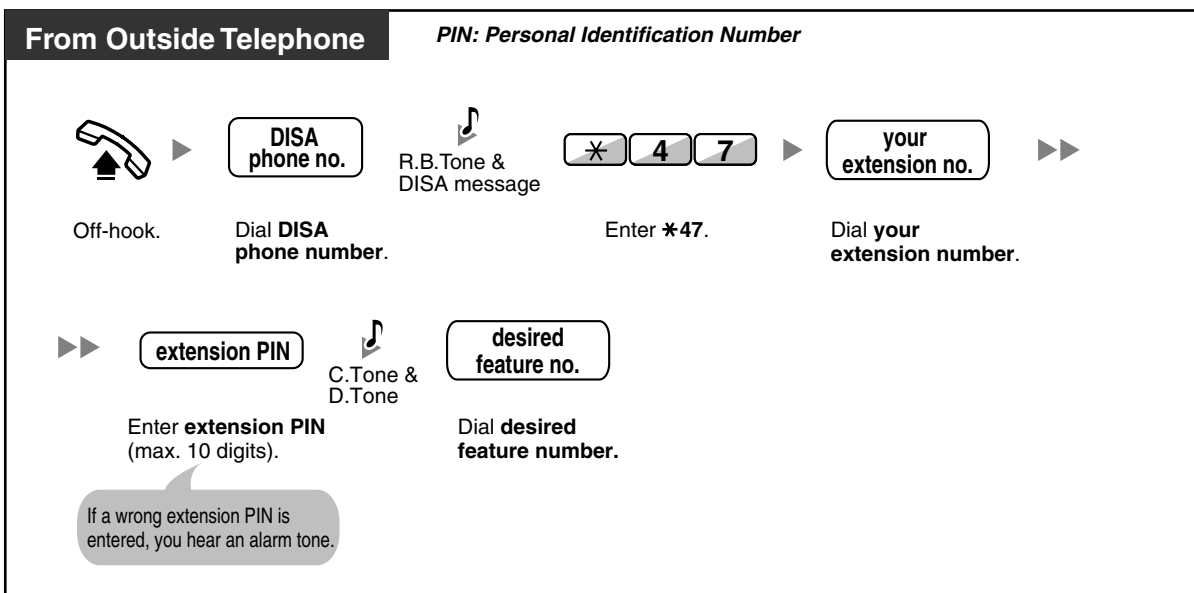 From Outside Telephone
PIN: Personal Identification Number
DISA
phone no.
R.B.Tone &
DISA message
* 4 7
your
extension no.
Off-hook.
Dial DISA
phone number.
Enter *47.
Dial your
extension number.
extension PIN
C.Tone &
D.Tone
desired
feature no.
Enter extension PIN
(max. 10 digits).
Dial desired
feature number.
If a wrong extension PIN is
entered, you hear an alarm tone.